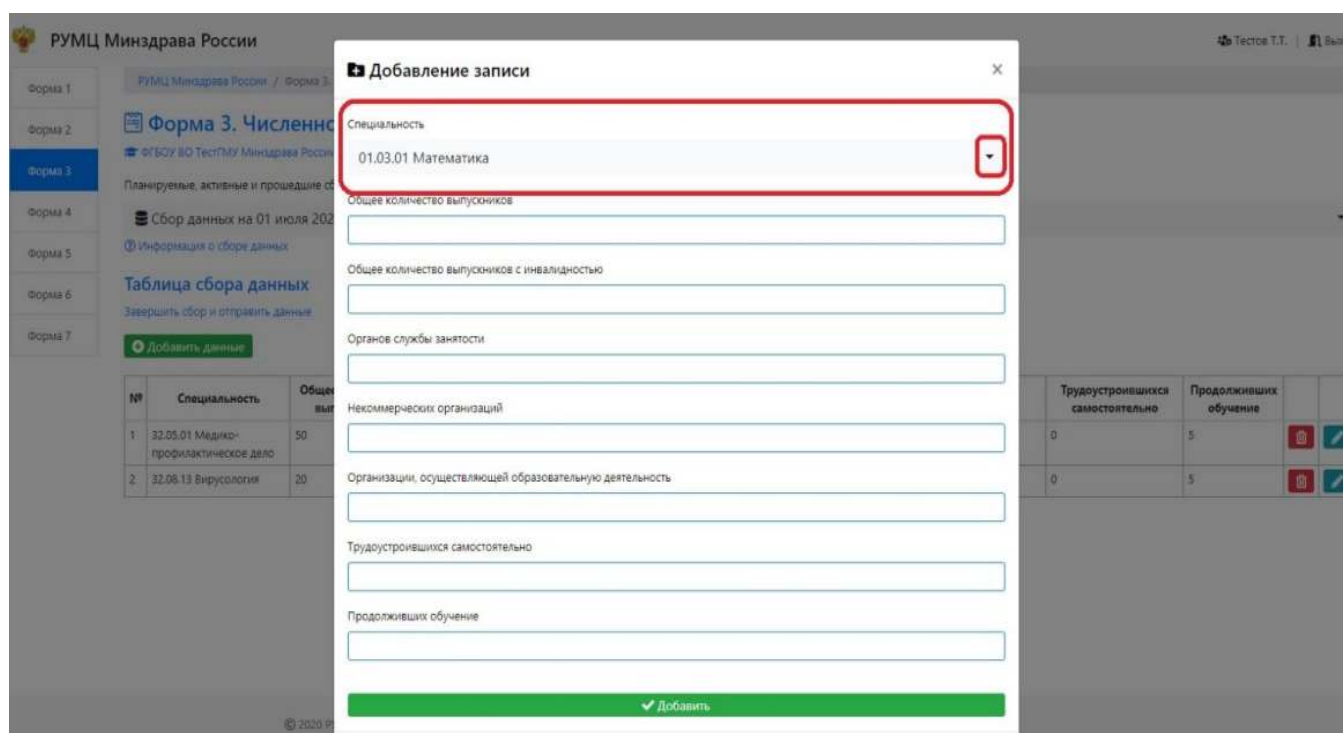 РУМЦ Минздрава России
Тестов Т.Т. |
Форма 1
Форма 2
Форма 3
Форма 4
Форма 5
Форма 6
Форма 7
РУМЦ Минздрава России / Форма 3.
Форма 3.
ФГБОУ ВО ТестГМУ Минздрава
Планируемые, активные и прошедшие
Сбор данных на 01 июля
Информация о сборе данных
Таблица сбора данных
Завершить сбор и отправить данные
Добавить данные
№ Специальность Трудоустроившихся самостоятельно Продолживших обучение
1 32.05.01 Медико-профилактическое дело 50 0 5
2 32.08.13 Вирусология 20 0 5
Добавление записи ×
Специальность
01.03.01 Математика
Общее количество выпускников
Общее количество выпускников с инвалидностью
Органов службы занятости
Некоммерческих организаций
Организации, осуществляющей образовательную деятельность
Трудоустроившихся самостоятельно
Продолживших обучение
Добавить
© 2020